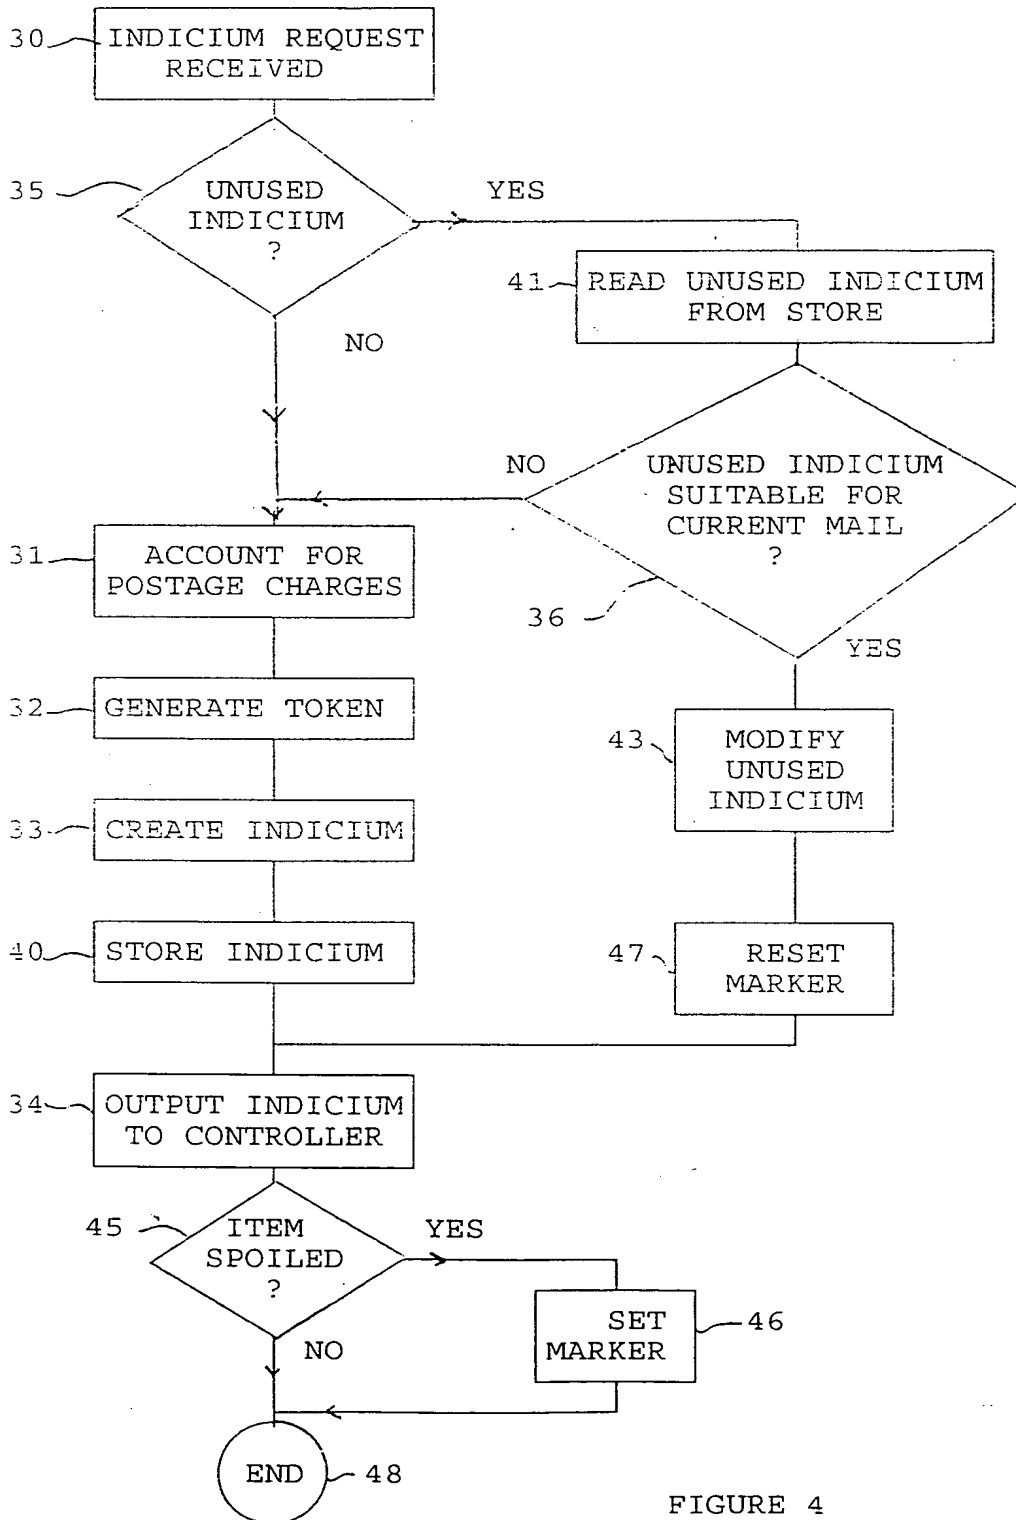 30
INDICIUM REQUEST
RECEIVED
35
UNUSED
INDICIUM
?
YES
NO
41
READ UNUSED INDICIUM
FROM STORE
NO
UNUSED INDICIUM
SUITABLE FOR
CURRENT MAIL
?
36
YES
31
ACCOUNT FOR
POSTAGE CHARGES
32
GENERATE TOKEN
43
MODIFY
UNUSED
INDICIUM
33
CREATE INDICIUM
40
STORE INDICIUM
47
RESET
MARKER
34
OUTPUT INDICIUM
TO CONTROLLER
45
ITEM
SPOILED
?
YES
NO
SET
MARKER
46
END
48
FIGURE 4